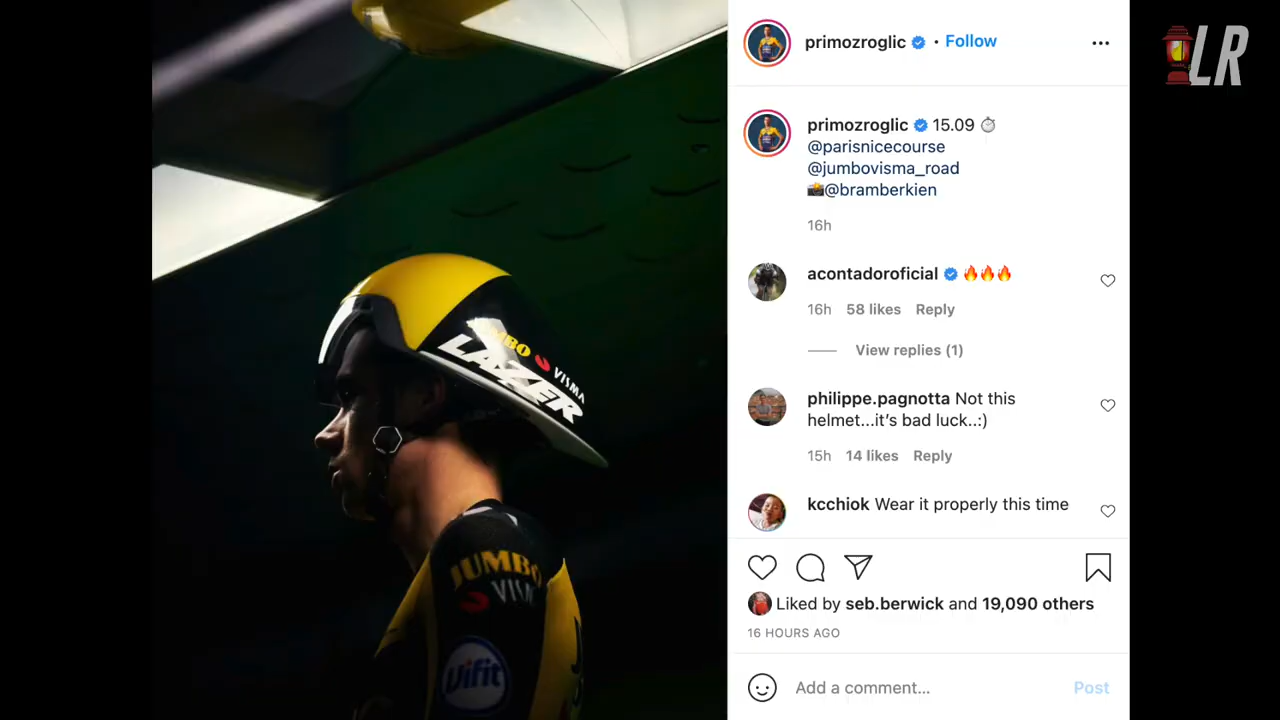 LR
primozroglic • Follow
primozroglic 15.09
@parisnicecourse
@jumbovisma_road
@bramberkien
16h
acontadoroficial 🔥🔥🔥
16h 58 likes Reply
View replies (1)
philippe.pagnotta Not this
helmet...it's bad luck..:)
15h 14 likes Reply
kcchiok Wear it properly this time
Liked by seb.berwick and 19,090 others
16 HOURS AGO
Add a comment... Post
VISMA
LAZER
JUMBO
Uifit